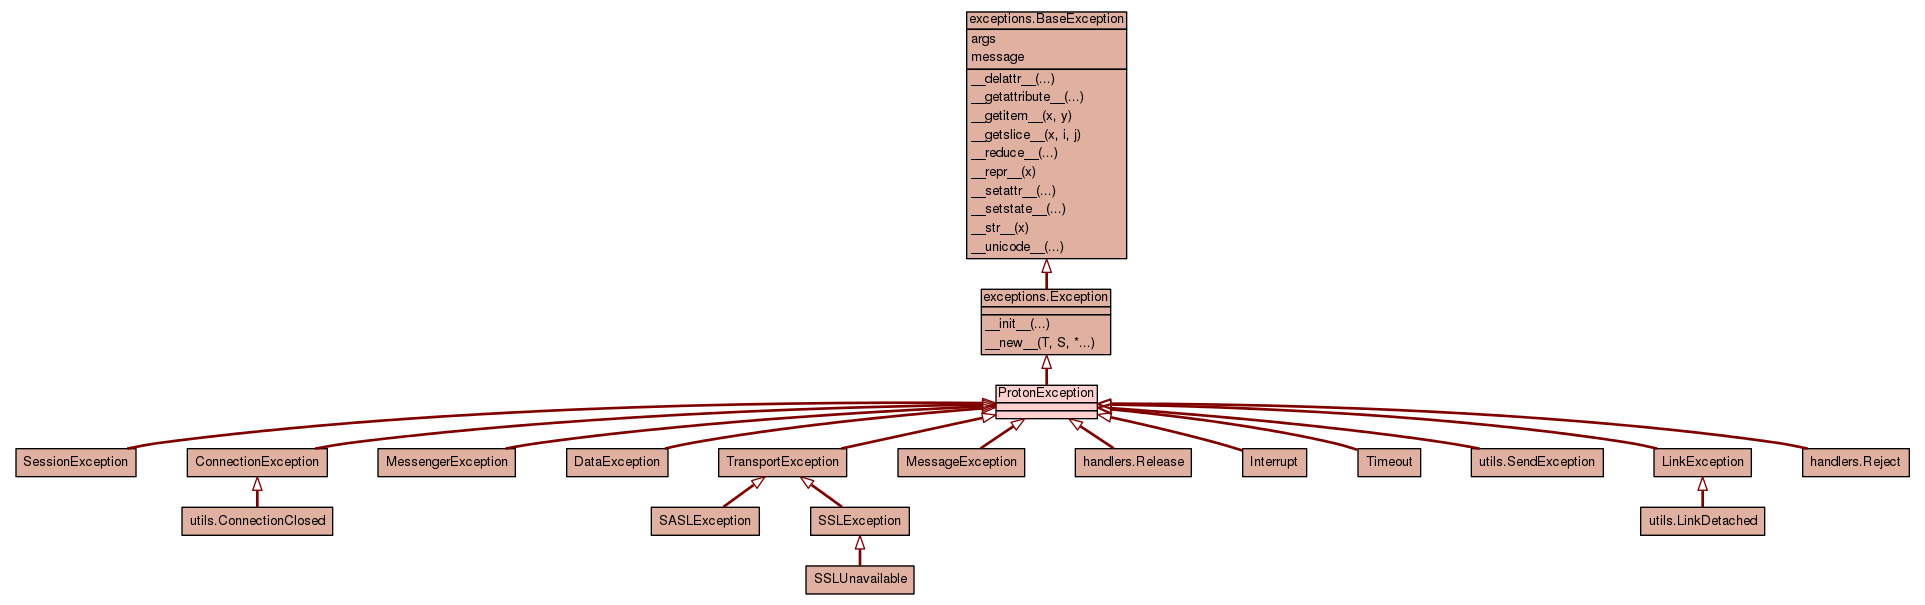 exceptions.BaseException
args
message
__delattr__(...)
__getattribute__(...)
__getitem__(x, y)
__getslice__(x, i, j)
__reduce__(...)
__repr__(x)
__setattr__(...)
__setstate__(...)
__str__(x)
__unicode__(...)
exceptions.Exception
__init__(...)
__new__(T, S, *...)
ProtonException
SessionException
ConnectionException
MessengerException
DataException
TransportException
MessageException
handlers.Release
Interrupt
Timeout
utils.SendException
LinkException
handlers.Reject
utils.ConnectionClosed
SASLException
SSLException
utils.LinkDetached
SSLUnavailable